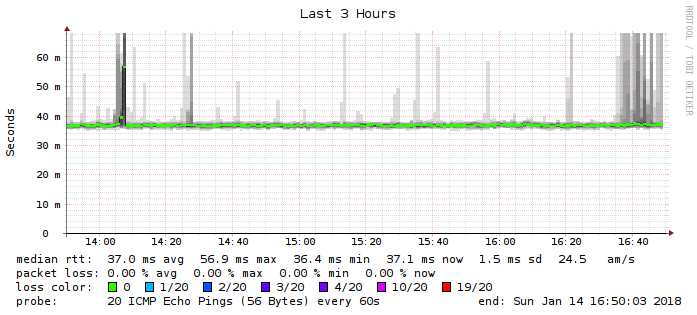 Last 3 Hours
RRDTOOL / TOBI OETIKER
Seconds
60 m
50 m
40 m
30 m
20 m
10 m
0
14:00 14:20 14:40 15:00 15:20 15:40 16:00 16:20 16:40
median rtt: 37.0 ms avg 56.9 ms max 36.4 ms min 37.1 ms now 1.5 ms sd 24.5 am/s
packet loss: 0.00 % avg 0.00 % max 0.00 % min 0.00 % now
loss color: 0 1/20 2/20 3/20 4/20 10/20 19/20
probe: 20 ICMP Echo Pings (56 Bytes) every 60s end: Sun Jan 14 16:50:03 2018